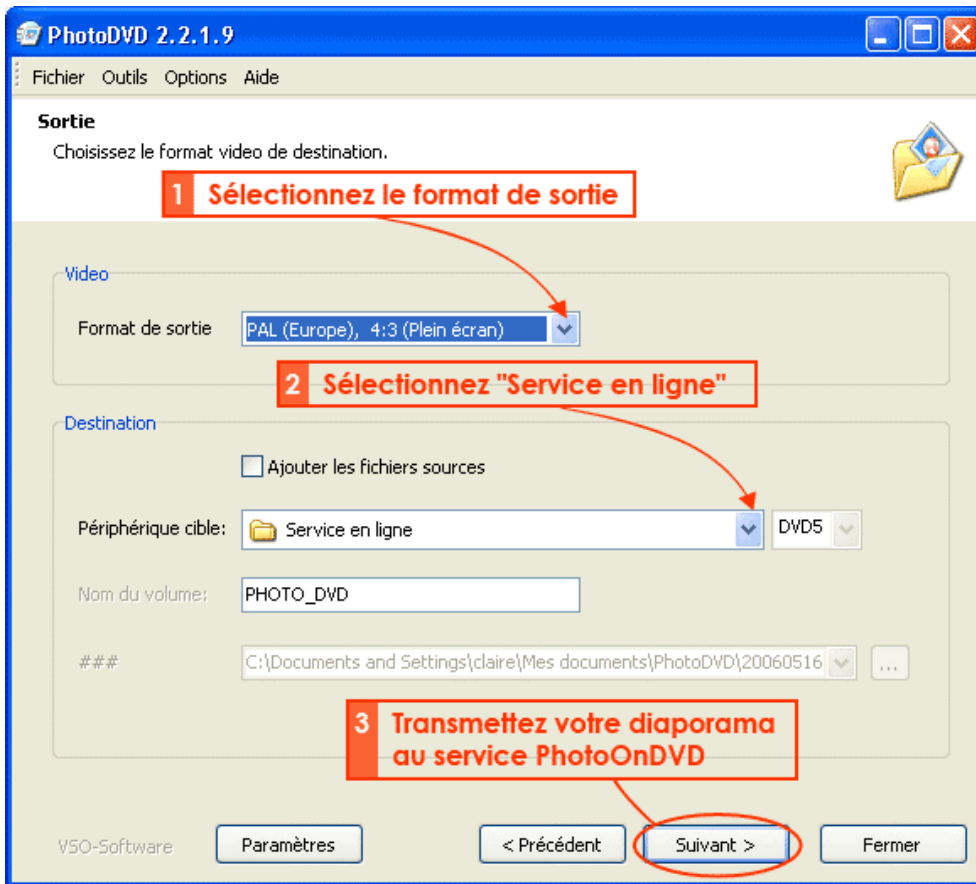 PhotoDVD 2.2.1.9
Fichier Outils Options Aide
Sortie
Choisissez le format video de destination.
1 Sélectionnez le format de sortie
Video
Format de sortie PAL (Europe), 4:3 (Plein écran)
2 Sélectionnez "Service en ligne"
Destination
Ajouter les fichiers sources
Périphérique cible: Service en ligne DVD5
Nom du volume: PHOTO_DVD
### C:\Documents and Settings\claire\Mes documents\PhotoDVD\20060516 ...
3 Transmettez votre diaporama
au service PhotoOnDVD
VSO-Software Paramètres < Précédent Suivant > Fermer